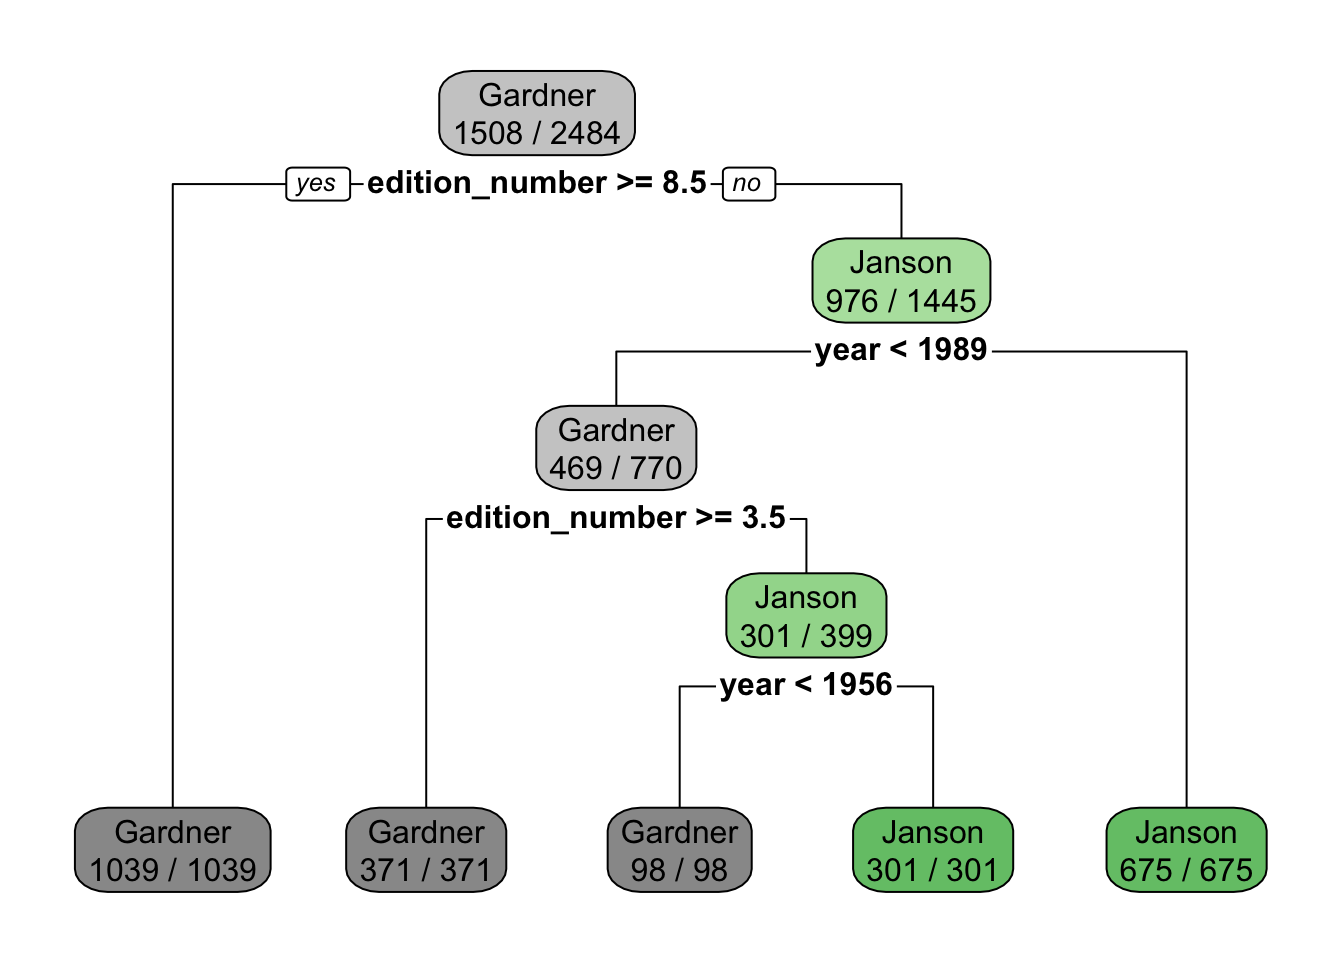 Gardner
1508 / 2484
yes
edition_number >= 8.5
no
Janson
976 / 1445
year < 1989
Gardner
469 / 770
edition_number >= 3.5
Janson
301 / 399
year < 1956
Gardner
1039 / 1039
Gardner
371 / 371
Gardner
98 / 98
Janson
301 / 301
Janson
675 / 675